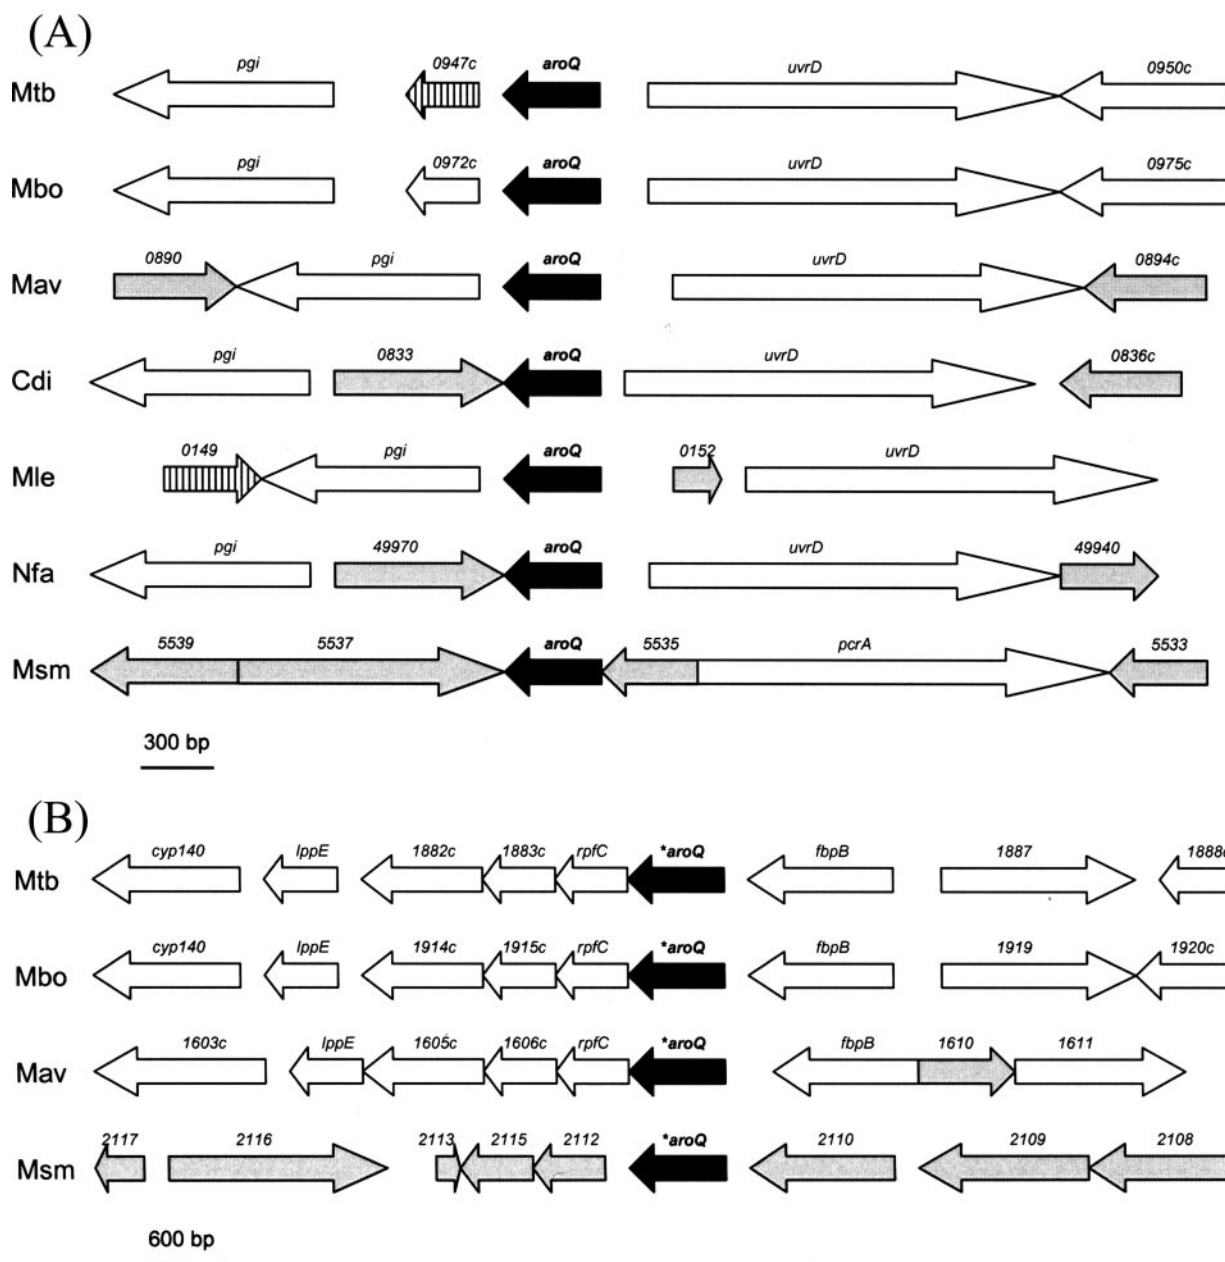 (A)
pgi 0947c aroQ uvrD 0950c
Mtb
pgi 0972c aroQ uvrD 0975c
Mbo
0890 pgi aroQ uvrD 0894c
Mav
pgi 0833 aroQ uvrD 0836c
Cdi
0149 pgi aroQ 0152 uvrD
Mle
pgi 49970 aroQ uvrD 49940
Nfa
5539 5537 aroQ 5535 pcrA 5533
Msm
300 bp
(B)
cyp140 lppE 1882c 1883c rpfC *aroQ fbpB 1887 1888c
Mtb
cyp140 lppE 1914c 1915c rpfC *aroQ fbpB 1919 1920c
Mbo
1603c lppE 1605c 1606c rpfC *aroQ fbpB 1610 1611
Mav
2117 2116 2113 2115 2112 *aroQ 2110 2109 2108
Msm
600 bp